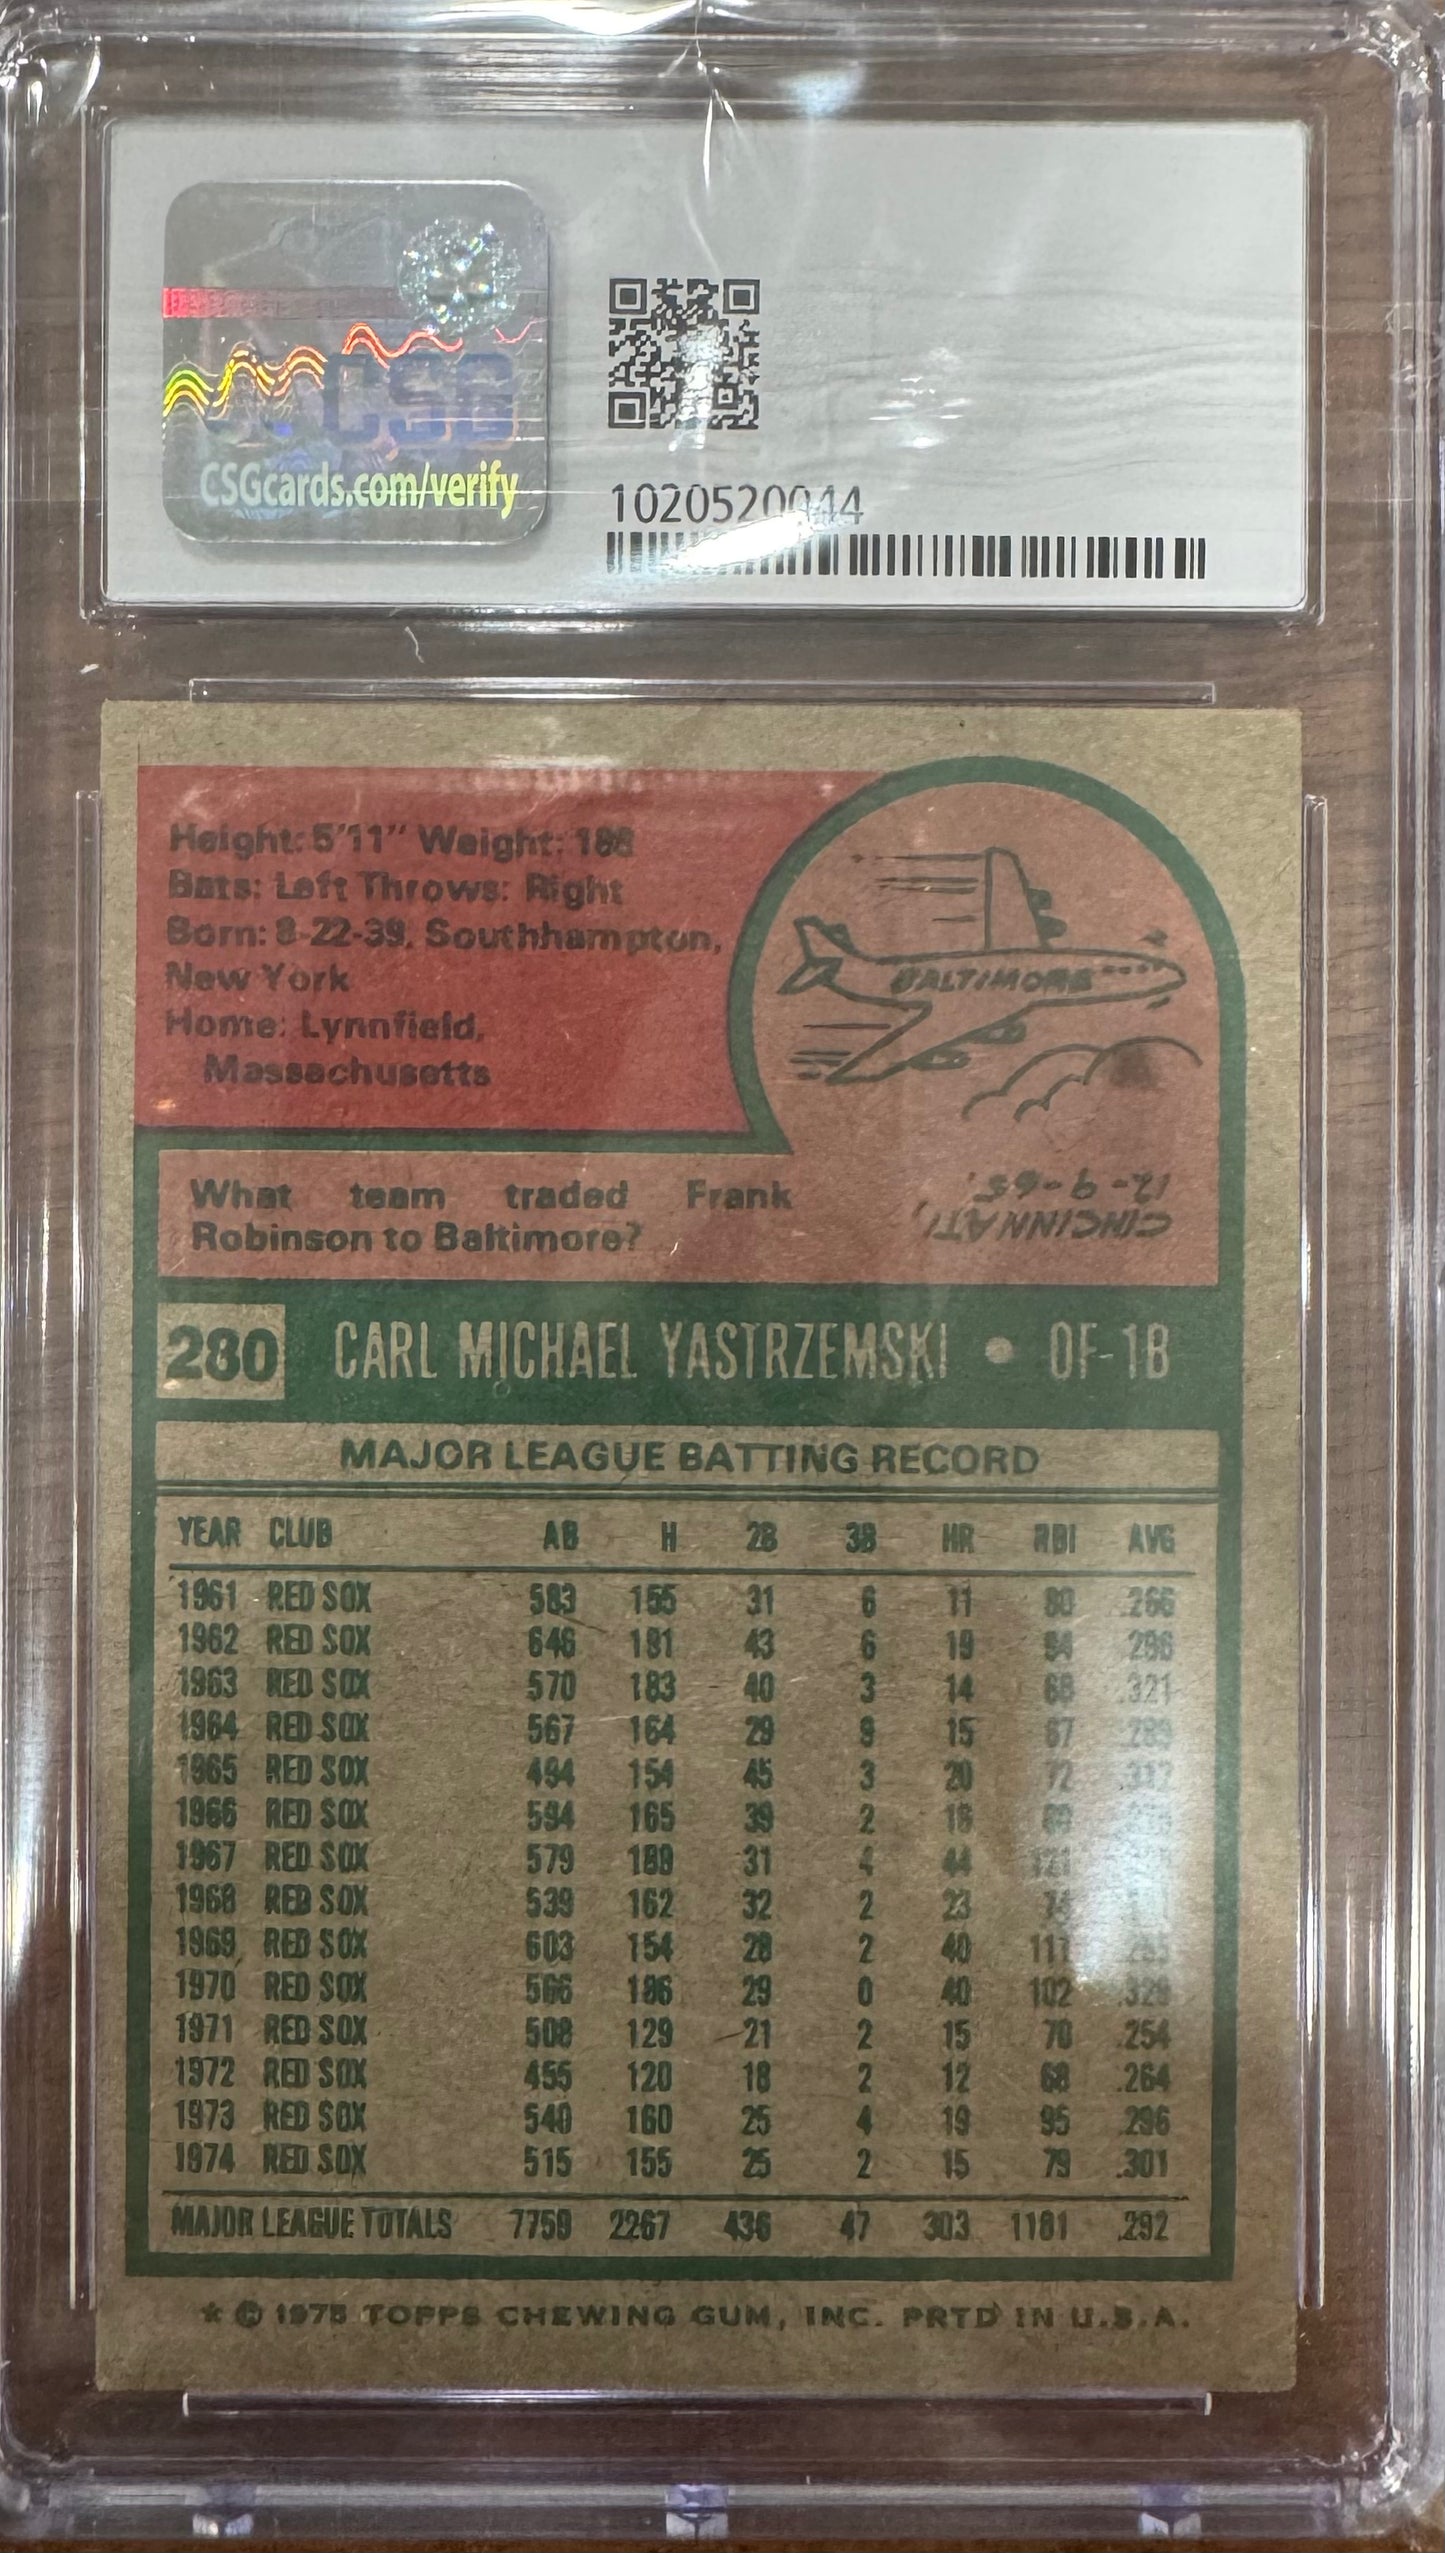 CSG
CSGcards.com/verify
1020520044
Height: 5'11" Weight: 188
Bats: Left Throws: Right
Born: 8-22-39, Southhampton,
New York
Home: Lynnfield,
Massachusetts
BALTIMORE
What team traded Frank
Robinson to Baltimore?
CINCINNATI,
12-9-65.
280 CARL MICHAEL YASTRZEMSKI • OF-1B
MAJOR LEAGUE BATTING RECORD
YEAR CLUB AB H 2B 3B HR RBI AVG
1961 RED SOX 583 155 31 6 11 80 .266
1962 RED SOX 646 191 43 6 19 94 .296
1963 RED SOX 570 183 40 3 14 68 .321
1964 RED SOX 567 164 29 9 15 67 .289
1965 RED SOX 494 154 45 3 20 72 .312
1966 RED SOX 594 165 39 2 16
1967 RED SOX 579 189 31 4 44 121
1968 RED SOX 539 162 32 2 23 74
1969 RED SOX 603 154 28 2 40 111
1970 RED SOX 566 186 29 0 40 102 .329
1971 RED SOX 508 129 21 2 15 70 .254
1972 RED SOX 455 120 18 2 12 68 .264
1973 RED SOX 540 160 25 4 19 95 .296
1974 RED SOX 515 155 25 2 15 79 .301
MAJOR LEAGUE TOTALS 7759 2267 436 47 303 1181 .292
* © 1975 TOPPS CHEWING GUM, INC. PRTD IN U.S.A.